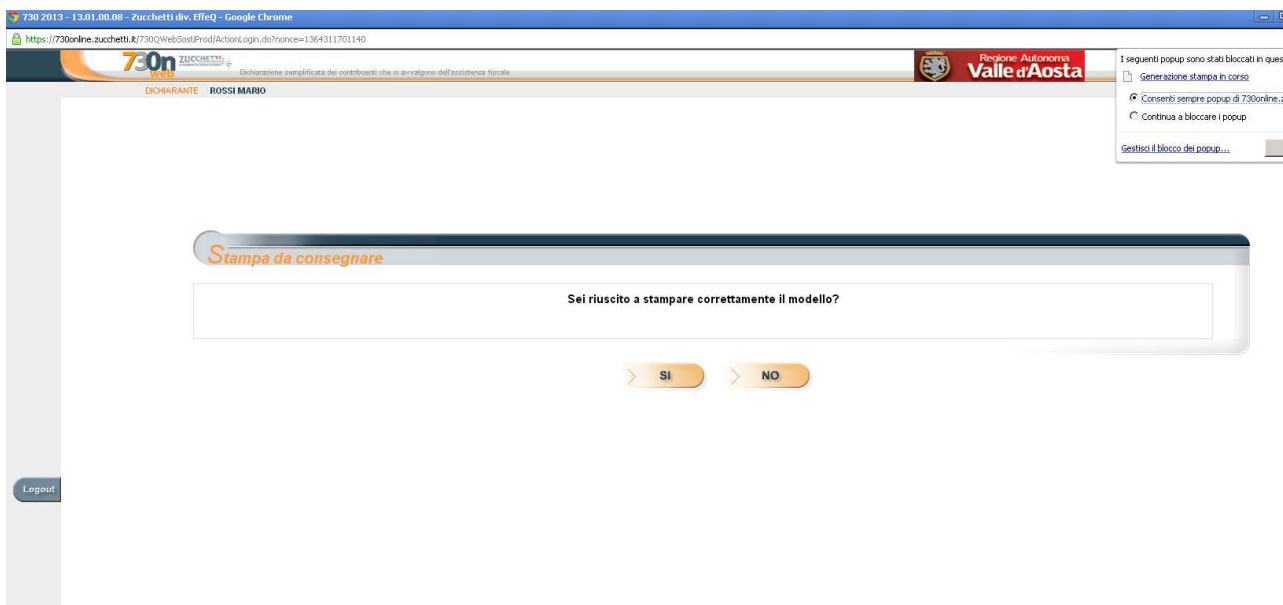 730 2013 - 13.01.00.08 - Zucchetti div. EffeQ - Google Chrome
https://730online.zucchetti.it/730QWebSostiProd/ActionLogin.do?nonce=1364311701140
730n web ZUCCHETTI
Dichiarazione semplificata dei contribuenti che si avvalgono dell'assistenza fiscale
Regione Autonoma
Valle d'Aosta
DICHIARANTE ROSSI MARIO
I seguenti popup sono stati bloccati in ques
Generazione stampa in corso
Consenti sempre popup di 730online.z
Continua a bloccare i popup
Gestisci il blocco dei popup...
Stampa da consegnare
Sei riuscito a stampare correttamente il modello?
SI NO
Logout